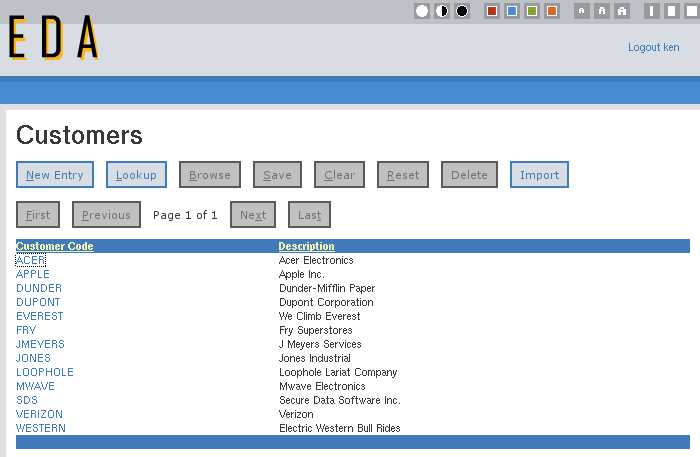 EDA
A A A
Logout ken
Customers
New Entry Lookup Browse Save Clear Reset Delete Import
First Previous Page 1 of 1 Next Last
Customer Code Description
ACER Acer Electronics
APPLE Apple Inc.
DUNDER Dunder-Mifflin Paper
DUPONT Dupont Corporation
EVEREST We Climb Everest
FRY Fry Superstores
JMEYERS J Meyers Services
JONES Jones Industrial
LOOPHOLE Loophole Lariat Company
MWAVE Mwave Electronics
SDS Secure Data Software Inc.
VERIZON Verizon
WESTERN Electric Western Bull Rides